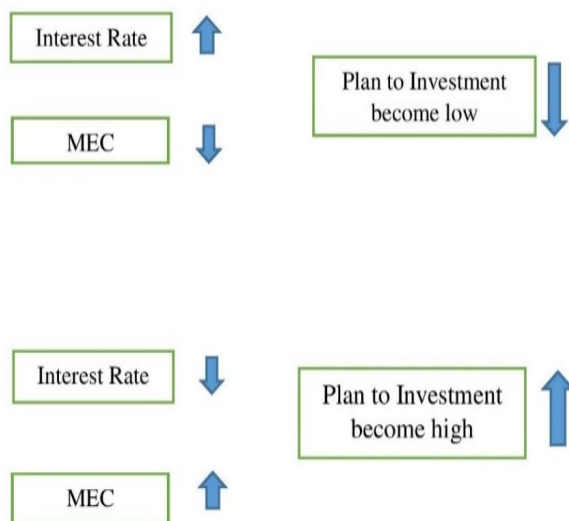 Interest Rate
MEC
Plan to Investment
become low
Interest Rate
MEC
Plan to Investment
become high